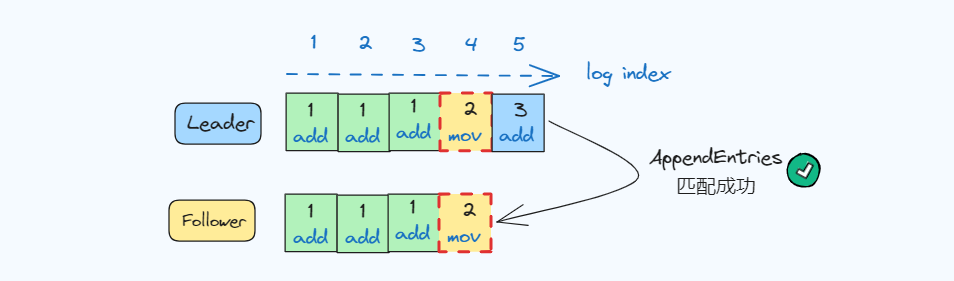 1 2 3 4 5
log index
Leader
1 1 1 2 3
add add add mov add
AppendEntries
匹配成功
Follower
1 1 1 2
add add add mov